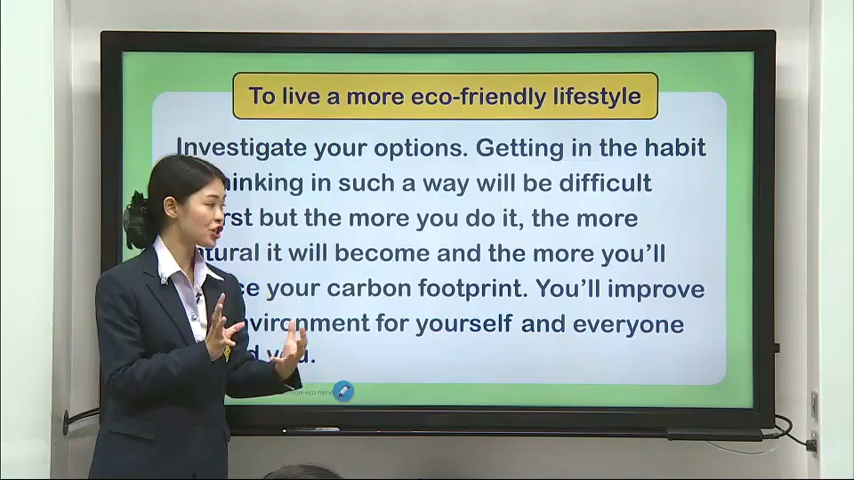 To live a more eco-friendly lifestyle
Investigate your options. Getting in the habit
hinking in such a way will be difficult
rst but the more you do it, the more
tural it will become and the more you'll
ce your carbon footprint. You'll improve
vironment for yourself and everyone
d you.